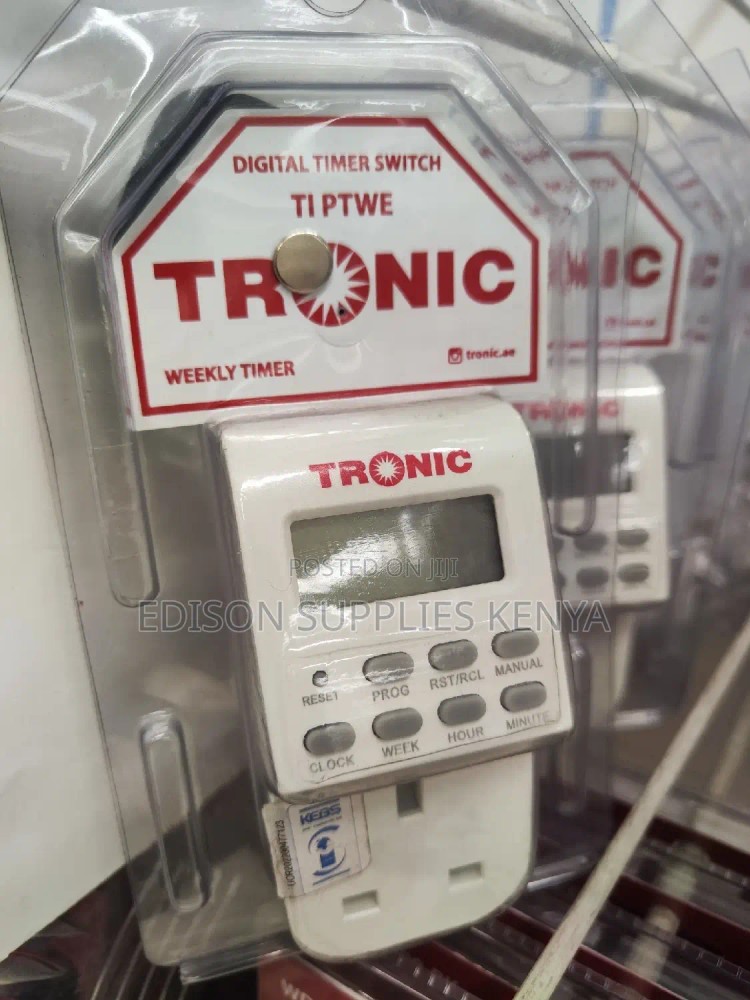 DIGITAL TIMER SWITCH
TI PTWE
TRONIC
WEEKLY TIMER
tronic.ae
TRONIC
POSTED ON JIJI
EDISON SUPPLIES KENYA
RESET
PROG
RST/RCL
MANUAL
CLOCK
WEEK
HOUR
MINUTE
KEBS
TRONIC